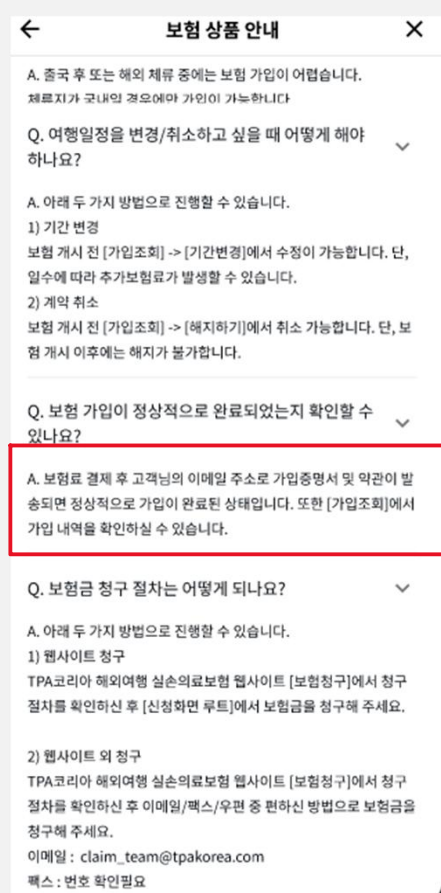 보험 상품 안내
A. 출국 후 또는 해외 체류 중에는 보험 가입이 어렵습니다.
체류지가 국내일 경우에만 가입이 가능합니다
Q. 여행일정을 변경/취소하고 싶을 때 어떻게 해야
하나요?
A. 아래 두 가지 방법으로 진행할 수 있습니다.
1) 기간 변경
보험 개시 전 [가입조회] -> [기간변경]에서 수정이 가능합니다. 단,
일수에 따라 추가보험료가 발생할 수 있습니다.
2) 계약 취소
보험 개시 전 [가입조회] -> [해지하기]에서 취소 가능합니다. 단, 보
험 개시 이후에는 해지가 불가합니다.
Q. 보험 가입이 정상적으로 완료되었는지 확인할 수
있나요?
A. 보험료 결제 후 고객님의 이메일 주소로 가입증명서 및 약관이 발
송되면 정상적으로 가입이 완료된 상태입니다. 또한 [가입조회]에서
가입 내역을 확인하실 수 있습니다.
Q. 보험금 청구 절차는 어떻게 되나요?
A. 아래 두 가지 방법으로 진행할 수 있습니다.
1) 웹사이트 청구
TPA코리아 해외여행 실손의료보험 웹사이트 [보험청구]에서 청구
절차를 확인하신 후 [신청화면 루트]에서 보험금을 청구해 주세요.
2) 웹사이트 외 청구
TPA코리아 해외여행 실손의료보험 웹사이트 [보험청구]에서 청구
절차를 확인하신 후 이메일/팩스/우편 중 편하신 방법으로 보험금을
청구해 주세요.
이메일 : claim_team@tpakorea.com
팩스 : 번호 확인필요